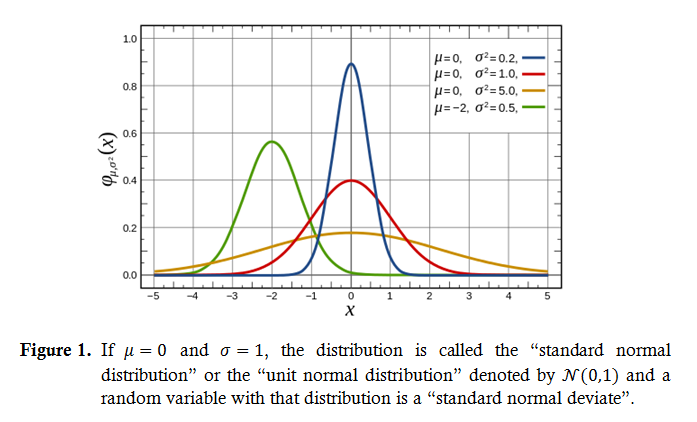 1.0
0.8
0.6
0.4
0.2
0.0
φμ,σ²(x)
μ=0, σ²=0.2,
μ=0, σ²=1.0,
μ=0, σ²=5.0,
μ=-2, σ²=0.5,
-5 -4 -3 -2 -1 0 1 2 3 4 5
X
Figure 1. If μ = 0 and σ = 1, the distribution is called the “standard normal
distribution” or the “unit normal distribution” denoted by 𝒩(0,1) and a
random variable with that distribution is a “standard normal deviate”.